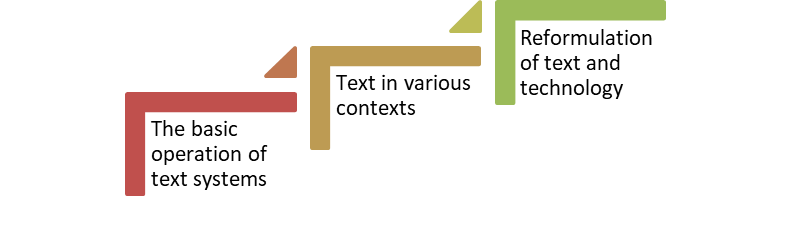 The basic
operation of
text systems
Text in various
contexts
Reformulation
of text and
technology